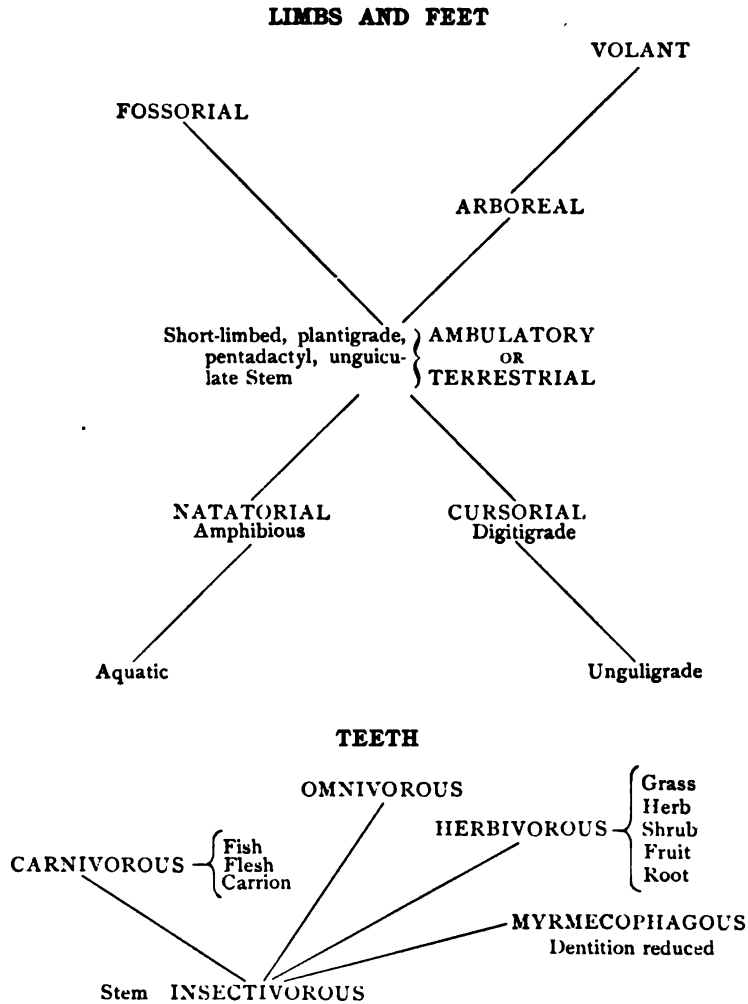 LIMBS AND FEET
VOLANT
FOSSORIAL
ARBOREAL
Short-limbed, plantigrade,
pentadactyl, unguicu-
late Stem
AMBULATORY
OR
TERRESTRIAL
NATATORIAL
Amphibious
CURSORIAL
Digitigrade
Aquatic
Unguligrade
TEETH
OMNIVOROUS
HERBIVOROUS
Grass
Herb
Shrub
Fruit
Root
CARNIVOROUS
Fish
Flesh
Carrion
MYRMECOPHAGOUS
Dentition reduced
Stem INSECTIVOROUS